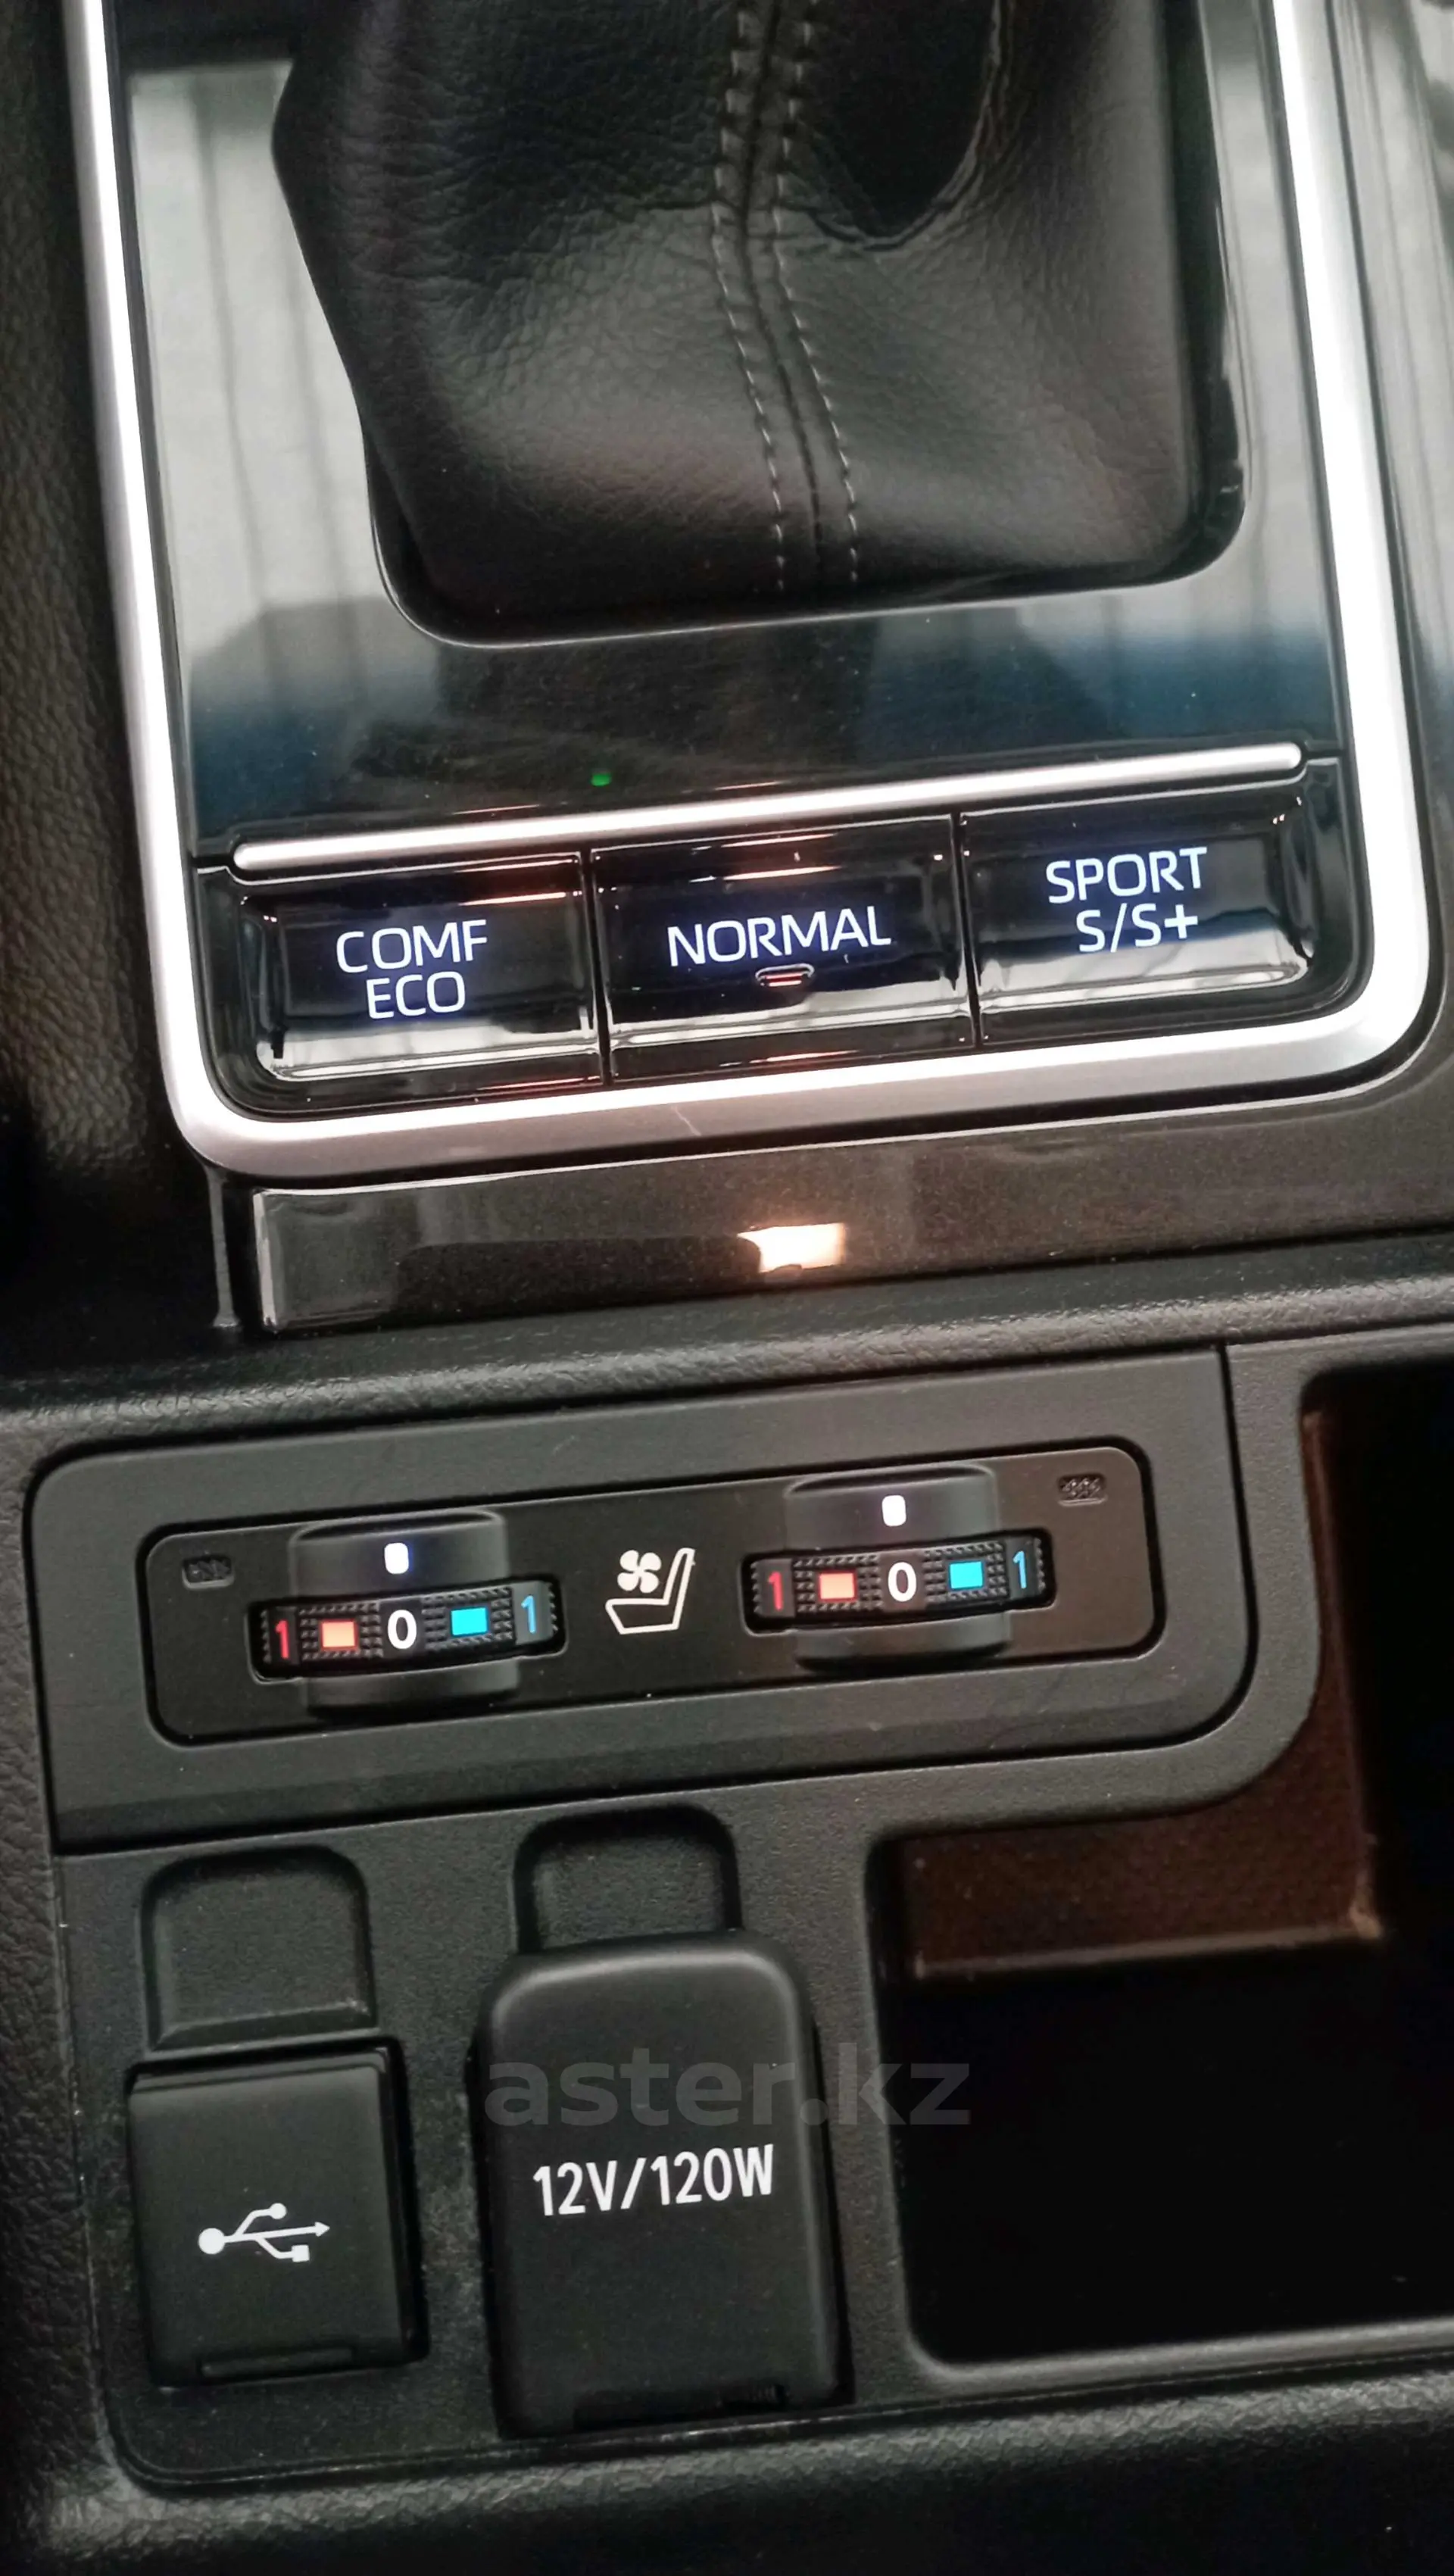 COMF
ECO
NORMAL
SPORT
S/S+
1 0 1
1 0 1
aster.kz
12V/120W